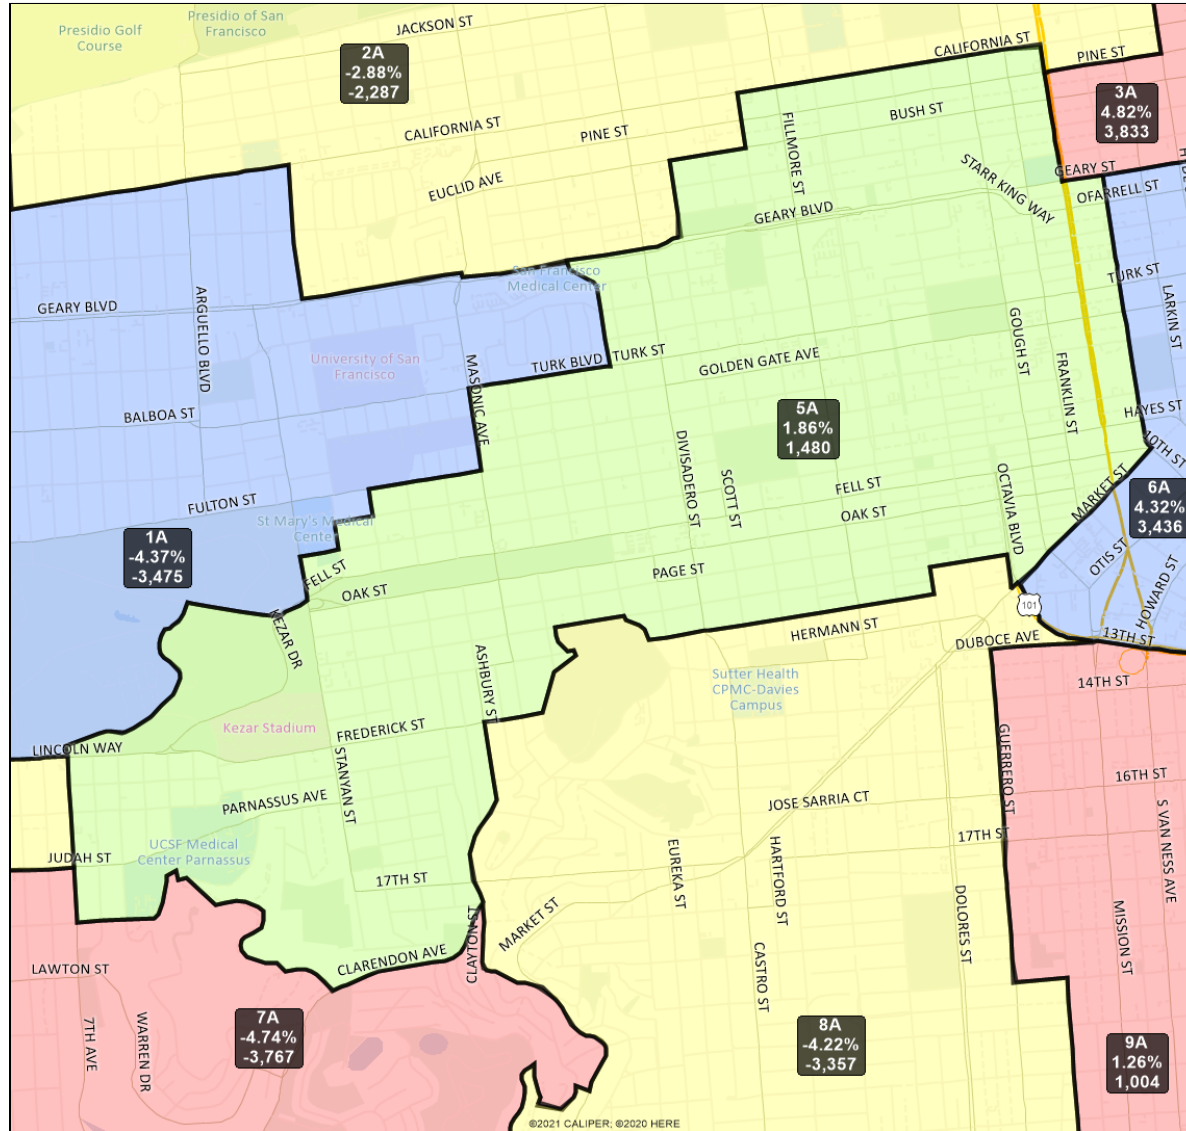 Presidio Golf
Course
Presidio of San
Francisco
JACKSON ST
CALIFORNIA ST
PINE ST
2A
-2.88%
-2,287
3A
4.82%
3,833
CALIFORNIA ST
PINE ST
BUSH ST
FILLMORE ST
EUCLID AVE
STARR KING WAY
GEARY ST
OFARRELL ST
GEARY BLVD
San Francisco
Medical Center
TURK ST
GEARY BLVD
ARGUELLO BLVD
LARKIN ST
GOUGH ST
University of San
Francisco
MASONIC AVE
TURK BLVD
TURK ST
GOLDEN GATE AVE
FRANKLIN ST
BALBOA ST
5A
1.86%
1,480
HAYES ST
10TH ST
DIVISADERO ST
SCOTT ST
OCTAVIA BLVD
MARKET ST
FELL ST
OAK ST
6A
4.32%
3,436
FULTON ST
St Mary's Medical
Center
1A
-4.37%
-3,475
FELL ST
OAK ST
PAGE ST
OTIS ST
HOWARD ST
101
KEZAR DR
HERMANN ST
DUBOCE AVE
13TH ST
ASHBURY ST
Sutter Health
CPMC-Davies
Campus
14TH ST
Kezar Stadium
FREDERICK ST
LINCOLN WAY
STANYAN ST
GUERRERO ST
16TH ST
PARNASSUS AVE
JOSE SARRIA CT
S VAN NESS AVE
UCSF Medical
Center Parnassus
JUDAH ST
17TH ST
17TH ST
EUREKA ST
HARTFORD ST
DOLORES ST
MISSION ST
CLAYTON ST
MARKET ST
CLARENDON AVE
CASTRO ST
LAWTON ST
7TH AVE
WARREN DR
7A
-4.74%
-3,767
8A
-4.22%
-3,357
9A
1.26%
1,004
©2021 CALIPER; ©2020 HERE